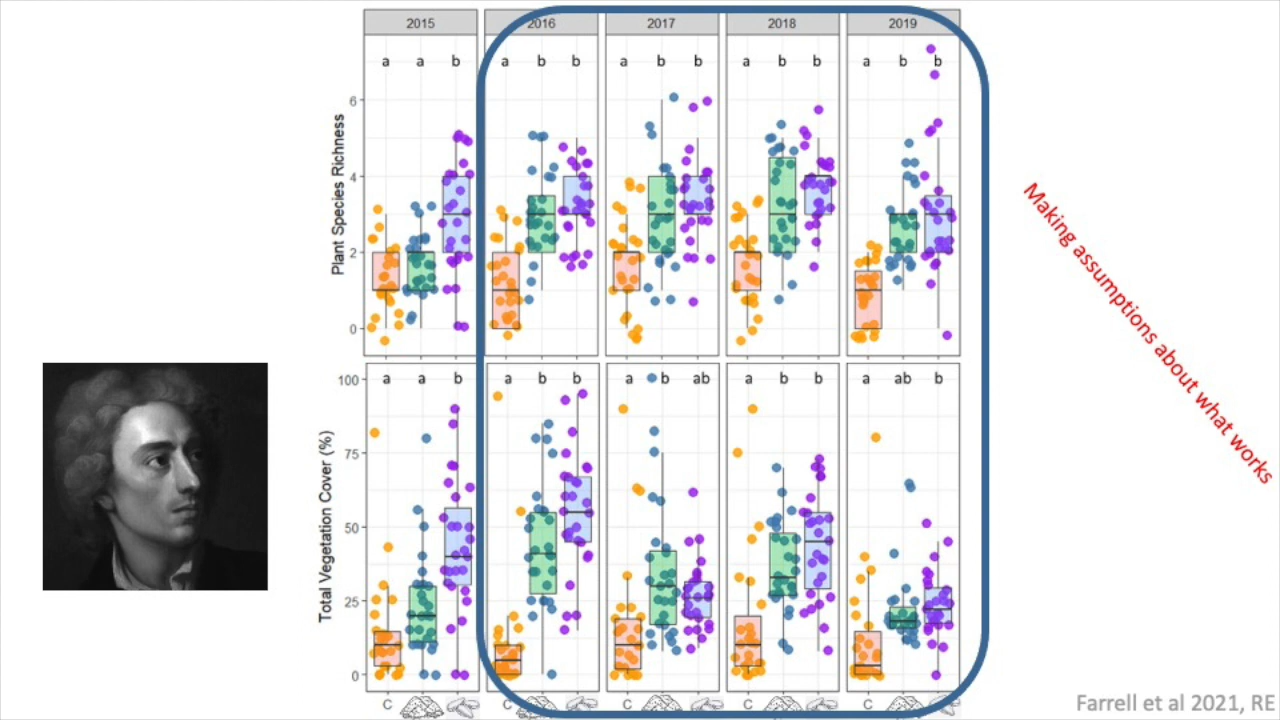 2015 2016 2017 2018 2019
a a b a b b a b b a b b a b b
Plant Species Richness
6
4
2
0
a a b a b b a b ab a b b a ab b
Total Vegetation Cover (%)
100
75
50
25
0
C C C C C
Making assumptions about what works
Farrell et al 2021, RE